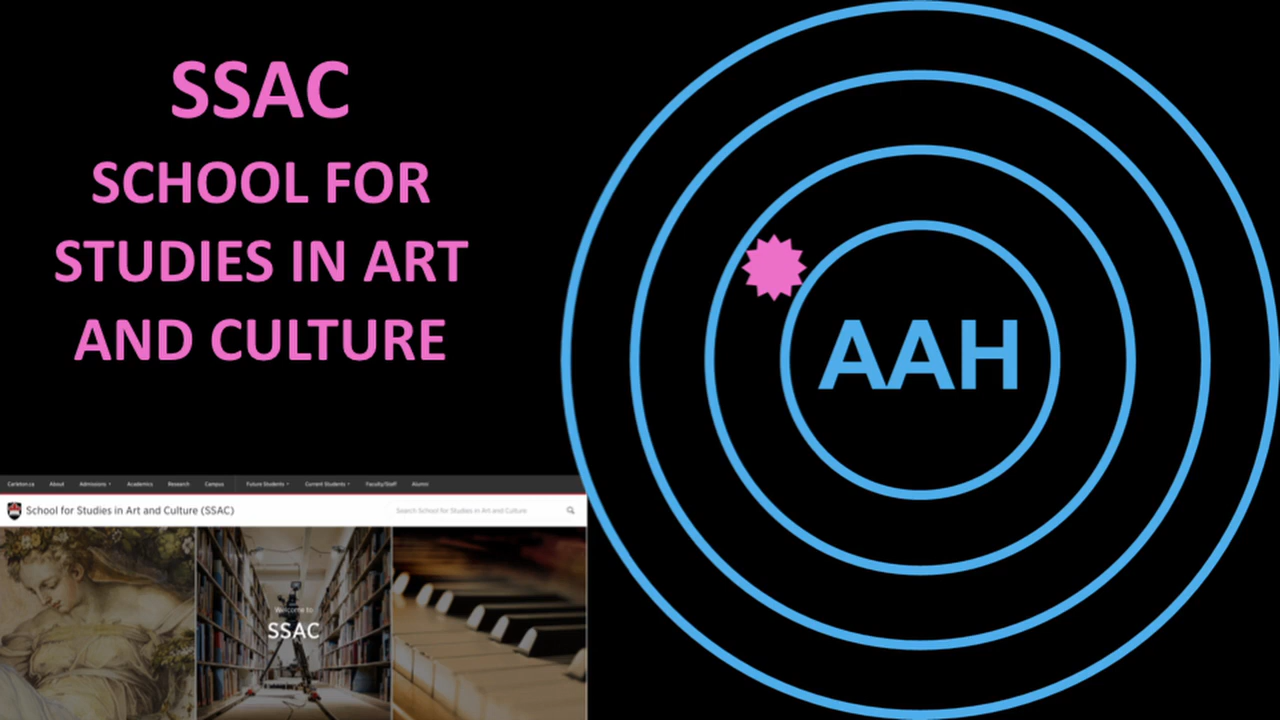 SSAC
SCHOOL FOR
STUDIES IN ART
AND CULTURE
AAH
Carleton.ca About Admissions Academics Research Campus Future Students Current Students Faculty/Staff Alumni
School for Studies in Art and Culture (SSAC) Search School for Studies in Art and Culture
Welcome to
SSAC